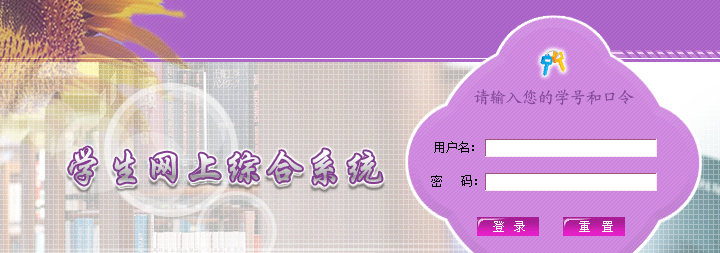 请输入您的学号和口令
用户名:
学生网上综合系统
密 码:
登 录 重 置